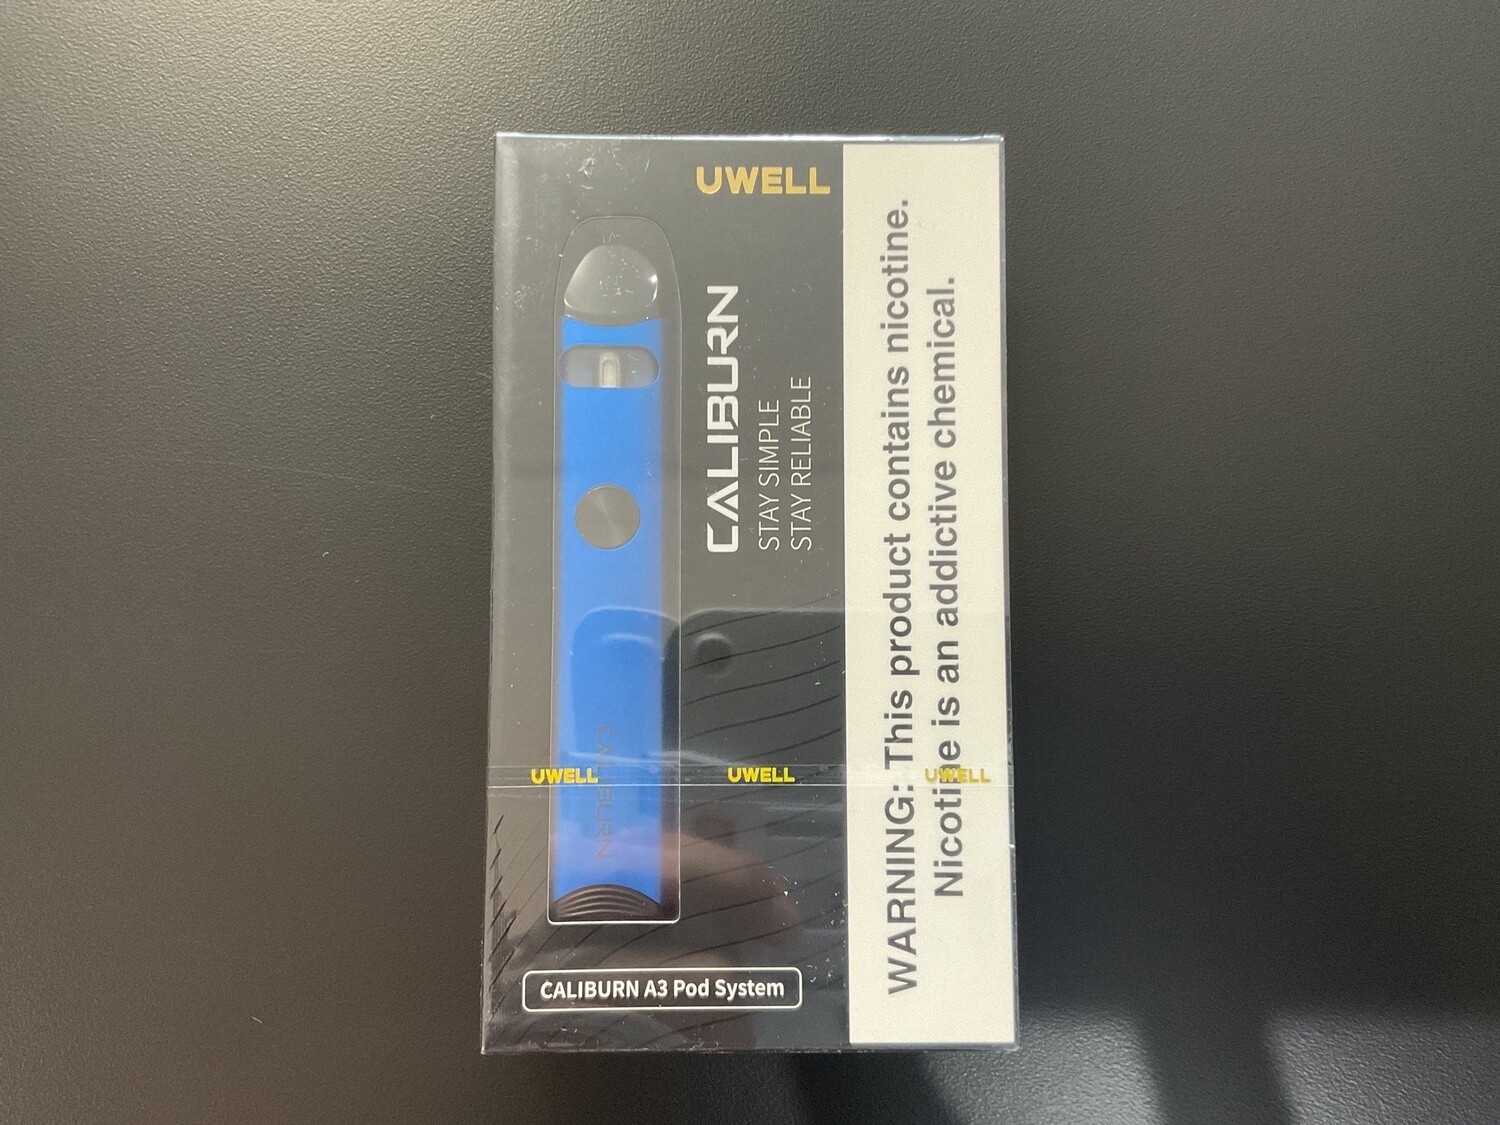 UWELL
CALIBURN
STAY SIMPLE
STAY RELIABLE
WARNING: This product contains nicotine.
Nicotine is an addictive chemical.
CALIBURN
UWELL UWELL UWELL
CALIBURN A3 Pod System